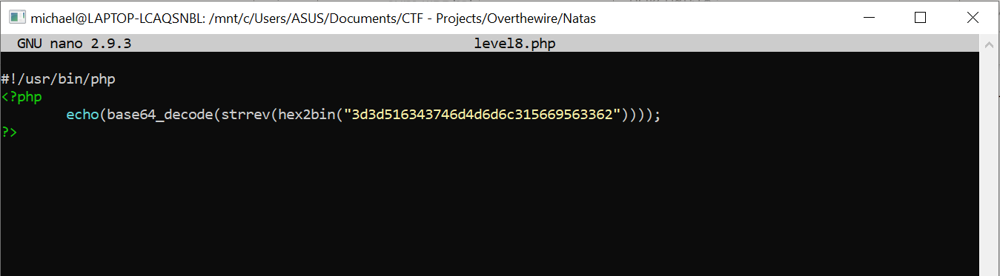 michael@LAPTOP-LCAQSNBL: /mnt/c/Users/ASUS/Documents/CTF - Projects/Overthewire/Natas
GNU nano 2.9.3 level8.php
#!/usr/bin/php
<?php
echo(base64_decode(strrev(hex2bin("3d3d516343746d4d6d6c315669563362"))));
?>